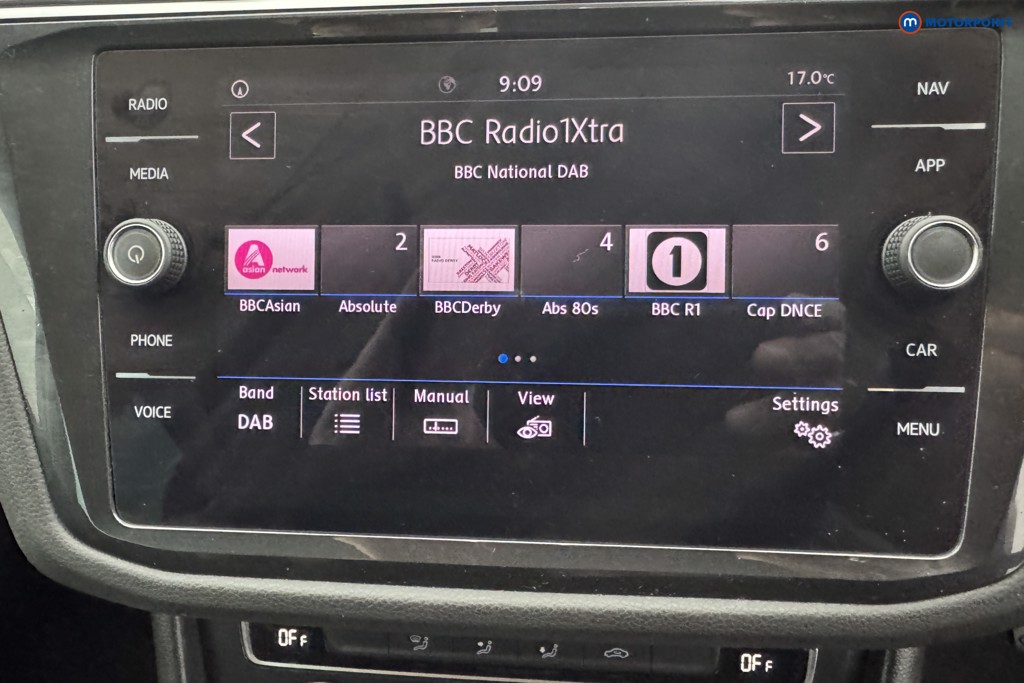 m MOTORPOINT
RADIO
MEDIA
PHONE
VOICE
9:09
17.0°C
BBC Radio1Xtra
BBC National DAB
A asian network
2
4
1
6
BBCAsian
Absolute
BBCDerby
Abs 80s
BBC R1
Cap DNCE
Band
DAB
Station list
Manual
View
Settings
NAV
APP
CAR
MENU
OFF
OFF